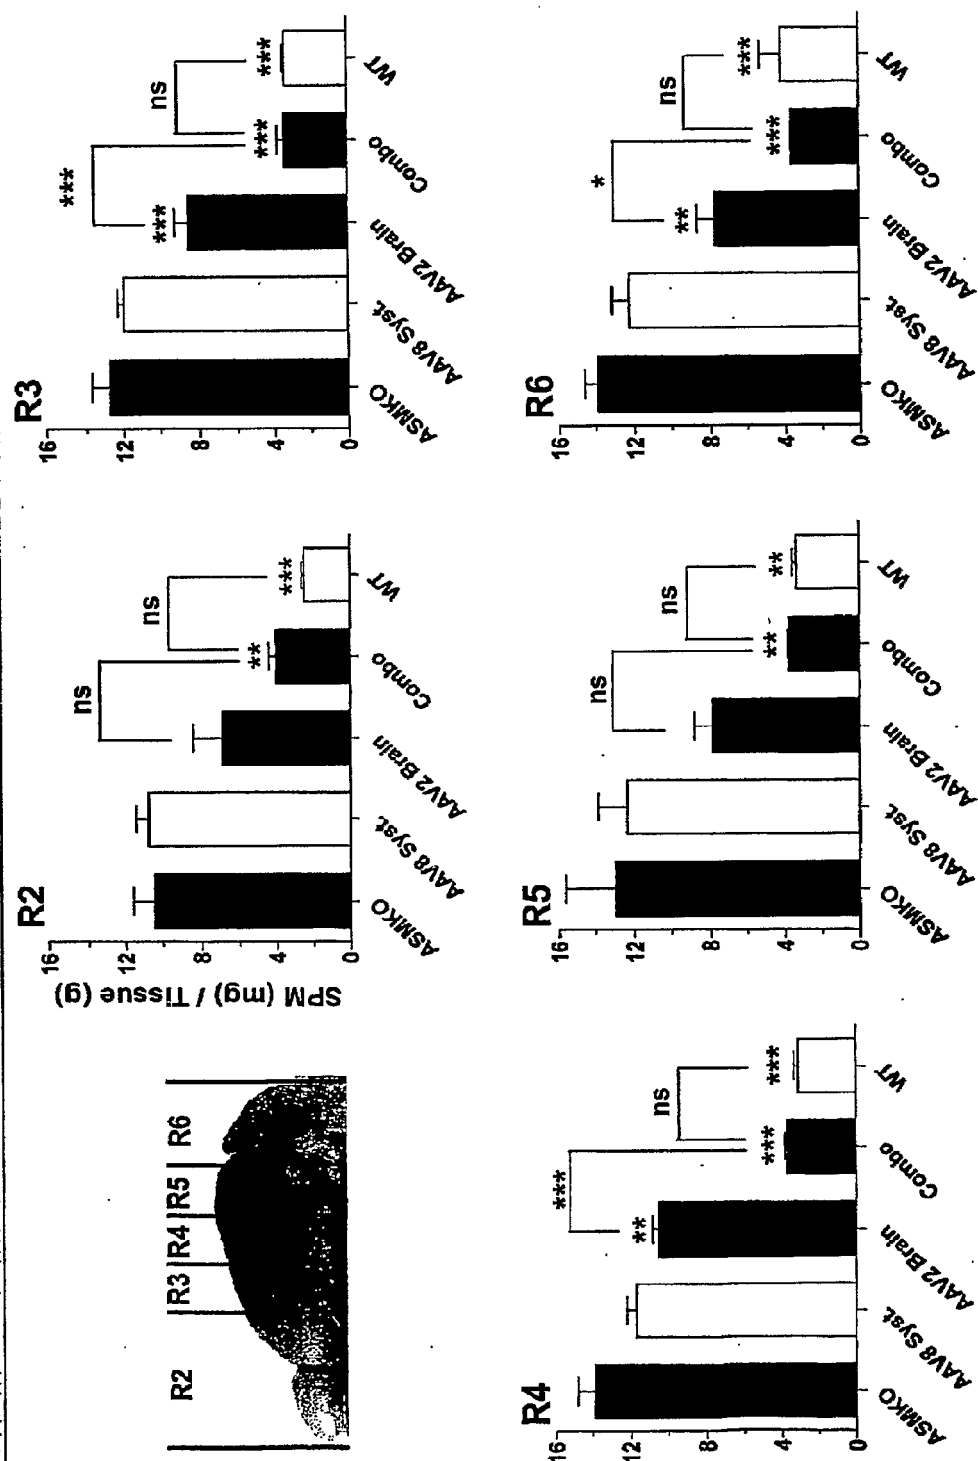 R2 R3 R4 R5 R6
R2
SPM (mg) / Tissue (g)
16
12
8
4
0
ns
ns
**
***
ASMKO
AAV8 Syst.
AAV2 Brain
Combo
WT
R3
16
12
8
4
0
***
ns
***
***
***
ASMKO
AAV8 Syst.
AAV2 Brain
Combo
WT
R4
16
12
8
4
0
***
ns
**
***
***
ASMKO
AAV8 Syst.
AAV2 Brain
Combo
WT
R5
16
12
8
4
0
ns
ns
**
**
ASMKO
AAV8 Syst.
AAV2 Brain
Combo
WT
R6
16
12
8
4
0
*
ns
**
***
***
ASMKO
AAV8 Syst.
AAV2 Brain
Combo
WT